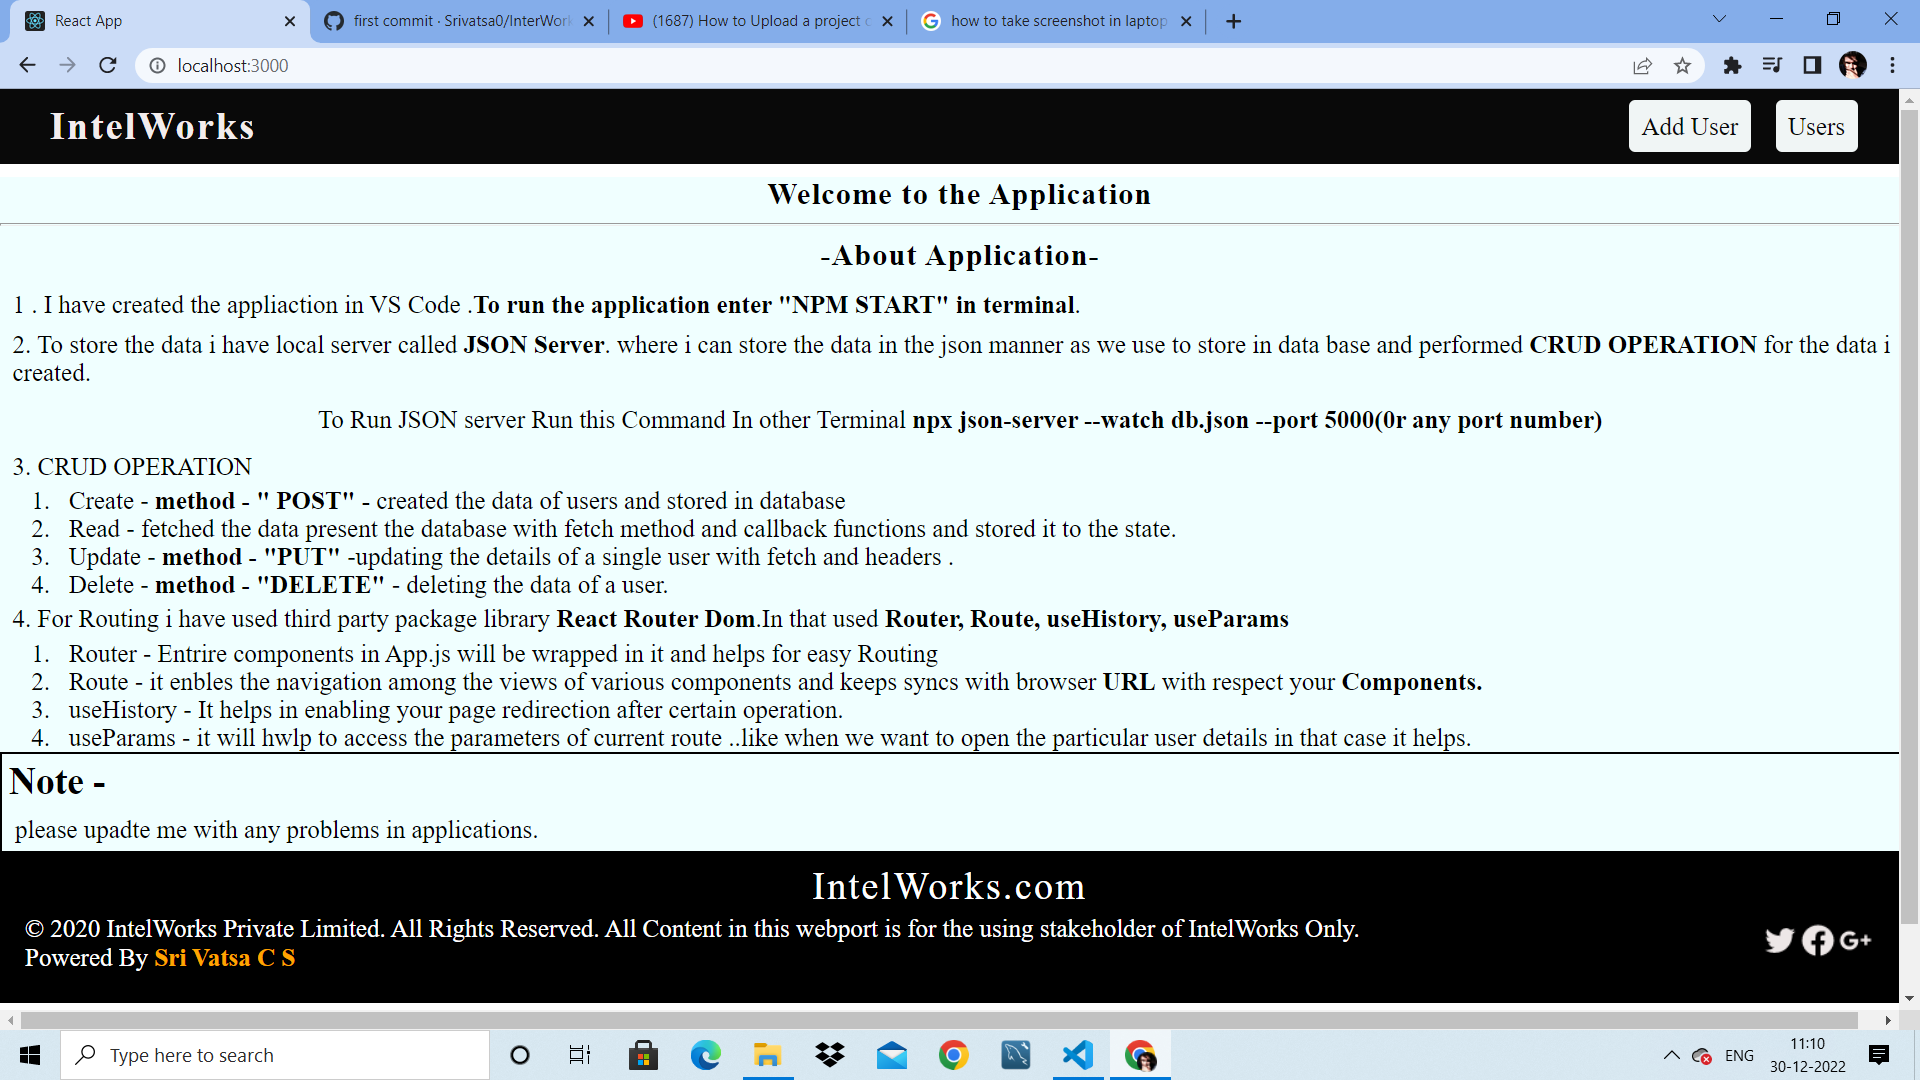 React App
first commit · Srivatsa0/InterWork
(1687) How to Upload a project o
how to take screenshot in laptop
localhost:3000
IntelWorks
Add User
Users
Welcome to the Application
-About Application-
1 . I have created the appliaction in VS Code .To run the application enter "NPM START" in terminal.
2. To store the data i have local server called JSON Server. where i can store the data in the json manner as we use to store in data base and performed CRUD OPERATION for the data i
created.
To Run JSON server Run this Command In other Terminal npx json-server --watch db.json --port 5000(0r any port number)
3. CRUD OPERATION
1. Create - method - " POST" - created the data of users and stored in database
2. Read - fetched the data present the database with fetch method and callback functions and stored it to the state.
3. Update - method - "PUT" -updating the details of a single user with fetch and headers .
4. Delete - method - "DELETE" - deleting the data of a user.
4. For Routing i have used third party package library React Router Dom.In that used Router, Route, useHistory, useParams
1. Router - Entrire components in App.js will be wrapped in it and helps for easy Routing
2. Route - it enbles the navigation among the views of various components and keeps syncs with browser URL with respect your Components.
3. useHistory - It helps in enabling your page redirection after certain operation.
4. useParams - it will hwlp to access the parameters of current route ..like when we want to open the particular user details in that case it helps.
Note -
please upadte me with any problems in applications.
IntelWorks.com
© 2020 IntelWorks Private Limited. All Rights Reserved. All Content in this webport is for the using stakeholder of IntelWorks Only.
Powered By Sri Vatsa C S
G+
Type here to search
ENG
11:10
30-12-2022